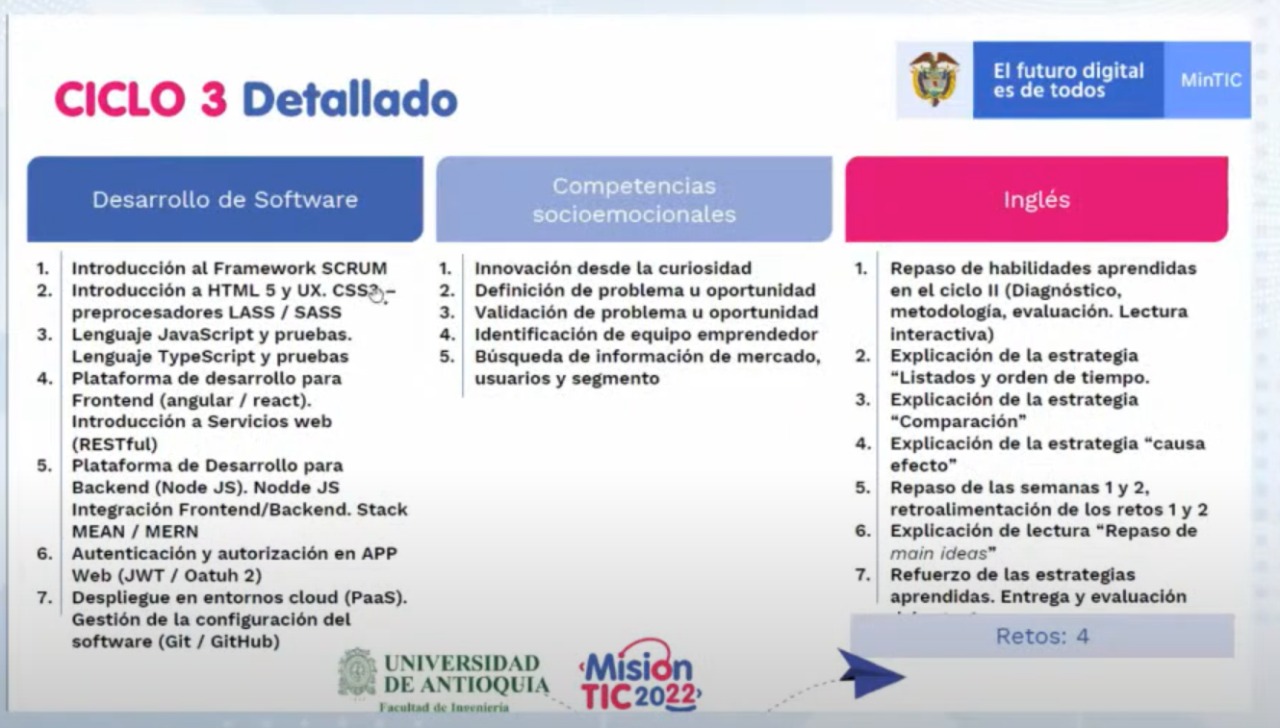 CICLO 3 Detallado
El futuro digital
es de todos
MinTIC
Desarrollo de Software
1. Introducción al Framework SCRUM
2. Introducción a HTML 5 y UX. CSS3 –
preprocesadores LASS / SASS
3. Lenguaje JavaScript y pruebas.
Lenguaje TypeScript y pruebas
4. Plataforma de desarrollo para
Frontend (angular / react).
Introducción a Servicios web
(RESTful)
5. Plataforma de Desarrollo para
Backend (Node JS). Nodde JS
Integración Frontend/Backend. Stack
MEAN / MERN
6. Autenticación y autorización en APP
Web (JWT / Oatuh 2)
7. Despliegue en entornos cloud (PaaS).
Gestión de la configuración del
software (Git / GitHub)
Competencias
socioemocionales
1. Innovación desde la curiosidad
2. Definición de problema u oportunidad
3. Validación de problema u oportunidad
4. Identificación de equipo emprendedor
5. Búsqueda de información de mercado,
usuarios y segmento
Inglés
1. Repaso de habilidades aprendidas
en el ciclo II (Diagnóstico,
metodología, evaluación. Lectura
interactiva)
2. Explicación de la estrategia
“Listados y orden de tiempo.
3. Explicación de la estrategia
“Comparación”
4. Explicación de la estrategia “causa
efecto”
5. Repaso de las semanas 1 y 2,
retroalimentación de los retos 1 y 2
6. Explicación de lectura “Repaso de
main ideas”
7. Refuerzo de las estrategias
aprendidas. Entrega y evaluación
Retos: 4
UNIVERSIDAD
DE ANTIOQUIA
Facultad de Ingeniería
‹Misión
TIC 2022›